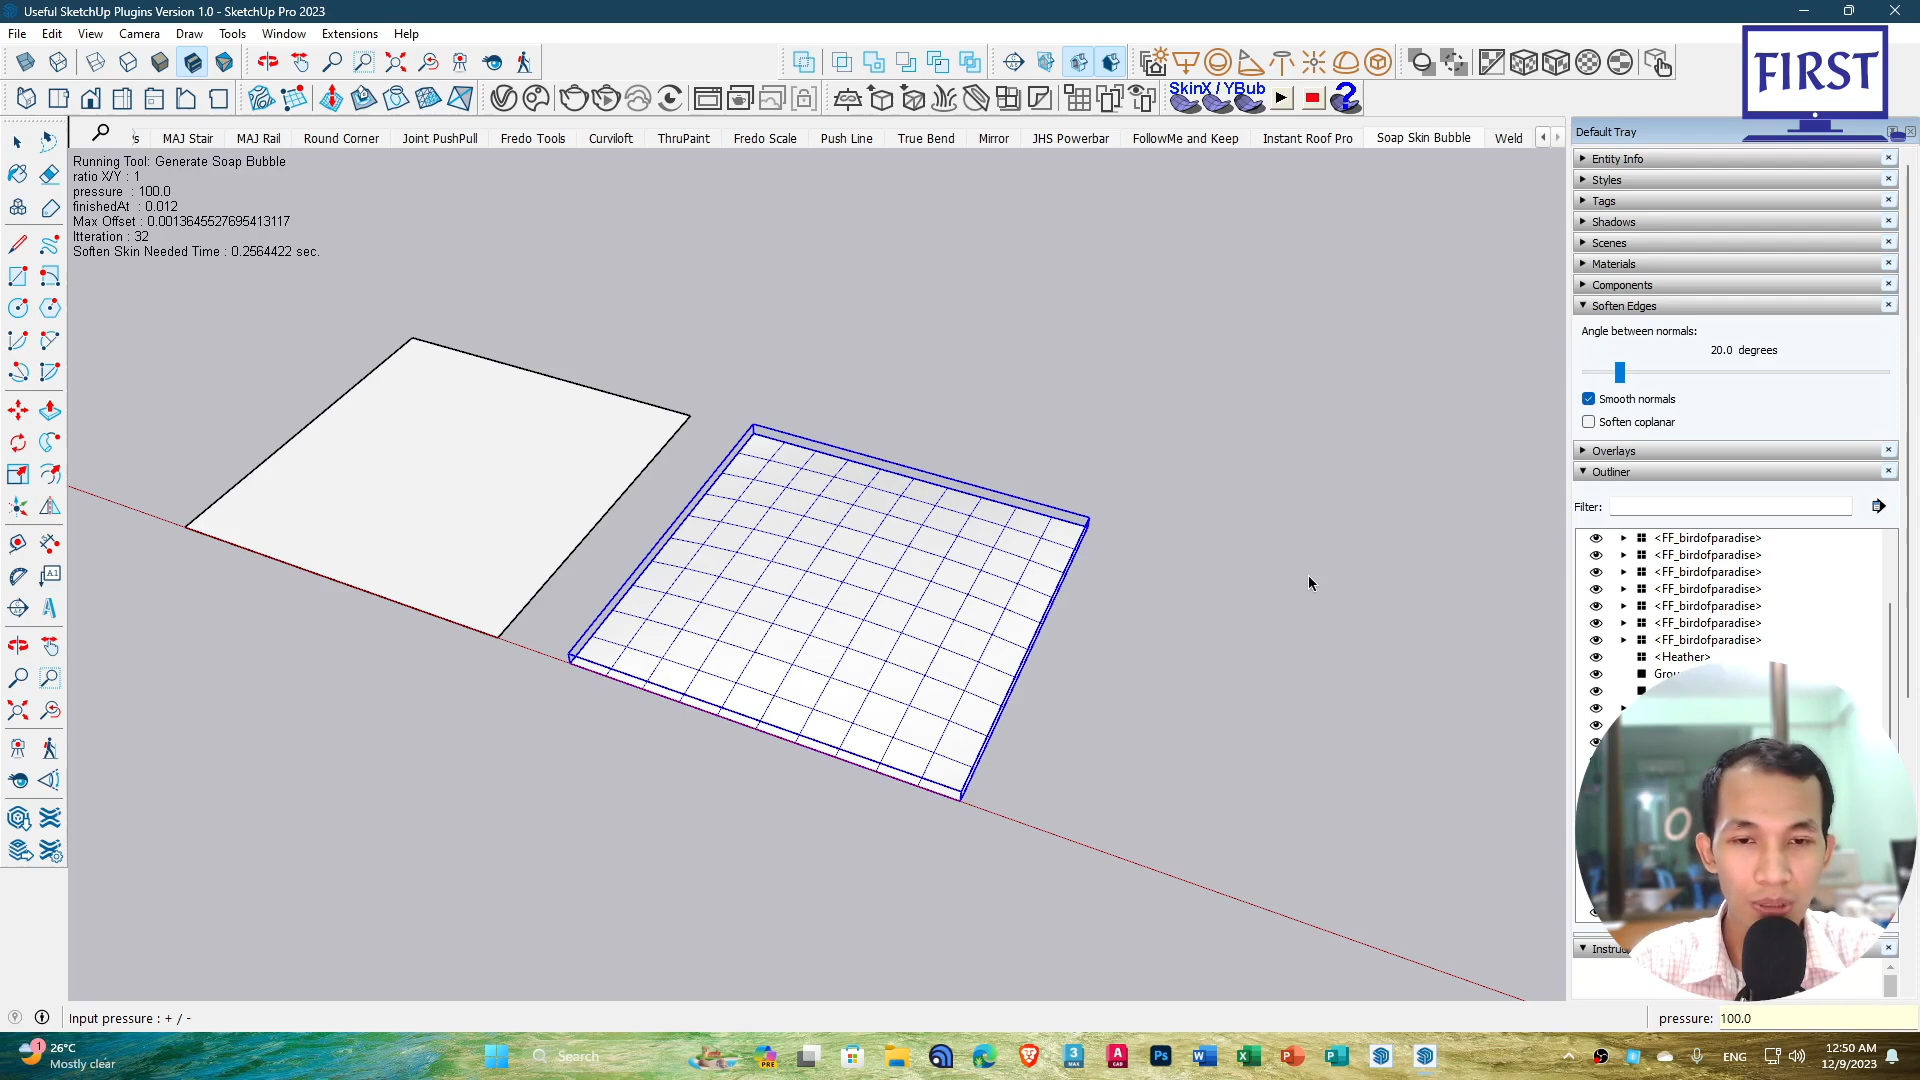 Useful SketchUp Plugins Version 1.0 - SketchUp Pro 2023
File Edit View Camera Draw Tools Window Extensions Help
FIRST
SkinX / YBub
MAJ Stair MAJ Rail Round Corner Joint PushPull Fredo Tools Curviloft ThruPaint Fredo Scale Push Line True Bend Mirror JHS Powerbar FollowMe and Keep Instant Roof Pro Soap Skin Bubble Weld
Running Tool: Generate Soap Bubble
ratio X/Y : 1
pressure : 100.0
finishedAt : 0.012
Max Offset : 0.0013645527695413117
Itteration : 32
Soften Skin Needed Time : 0.2564422 sec.
Default Tray
Entity Info
Styles
Tags
Shadows
Scenes
Materials
Components
Soften Edges
Angle between normals:
20.0 degrees
Smooth normals
Soften coplanar
Overlays
Outliner
Filter:
<FF_birdofparadise>
<FF_birdofparadise>
<FF_birdofparadise>
<FF_birdofparadise>
<FF_birdofparadise>
<FF_birdofparadise>
<FF_birdofparadise>
<Heather>
Input pressure : + / -
pressure: 100.0
26°C
Mostly clear
Search
ENG
12:50 AM
12/9/2023